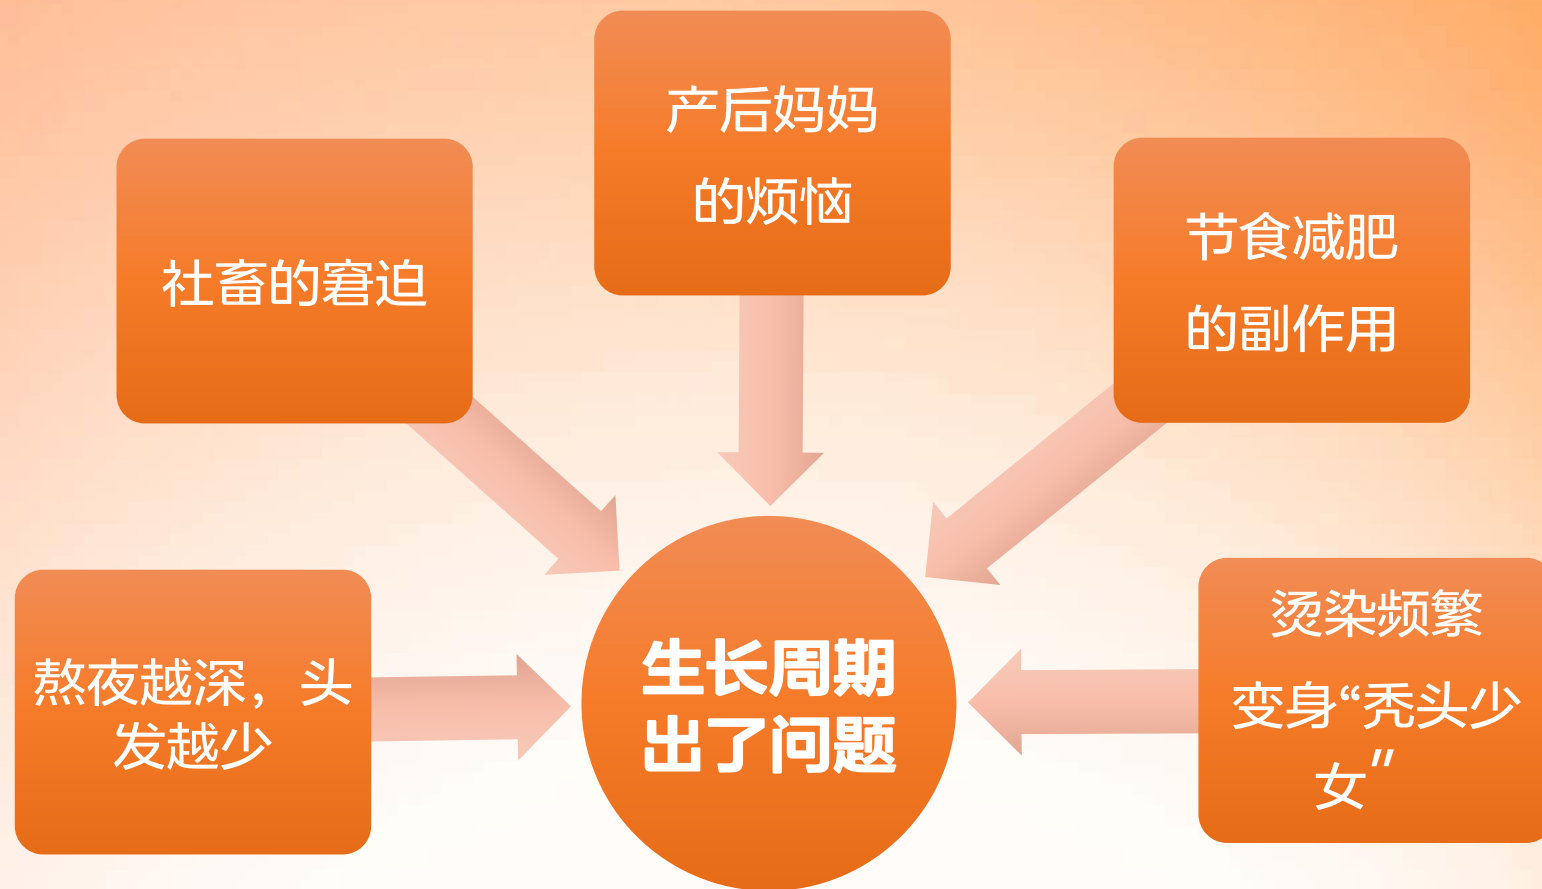 产后妈妈
的烦恼
社畜的窘迫
节食减肥
的副作用
熬夜越深，头
发越少
生长周期
出了问题
烫染频繁
变身“秃头少
女”